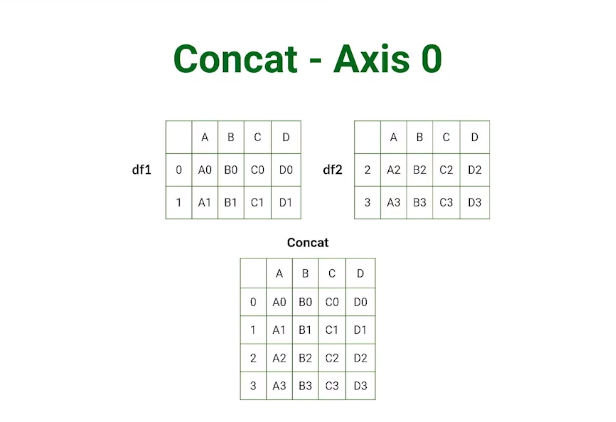 Concat - Axis 0
A B C D
df1 0 A0 B0 C0 D0
1 A1 B1 C1 D1
A B C D
df2 2 A2 B2 C2 D2
3 A3 B3 C3 D3
Concat
A B C D
0 A0 B0 C0 D0
1 A1 B1 C1 D1
2 A2 B2 C2 D2
3 A3 B3 C3 D3